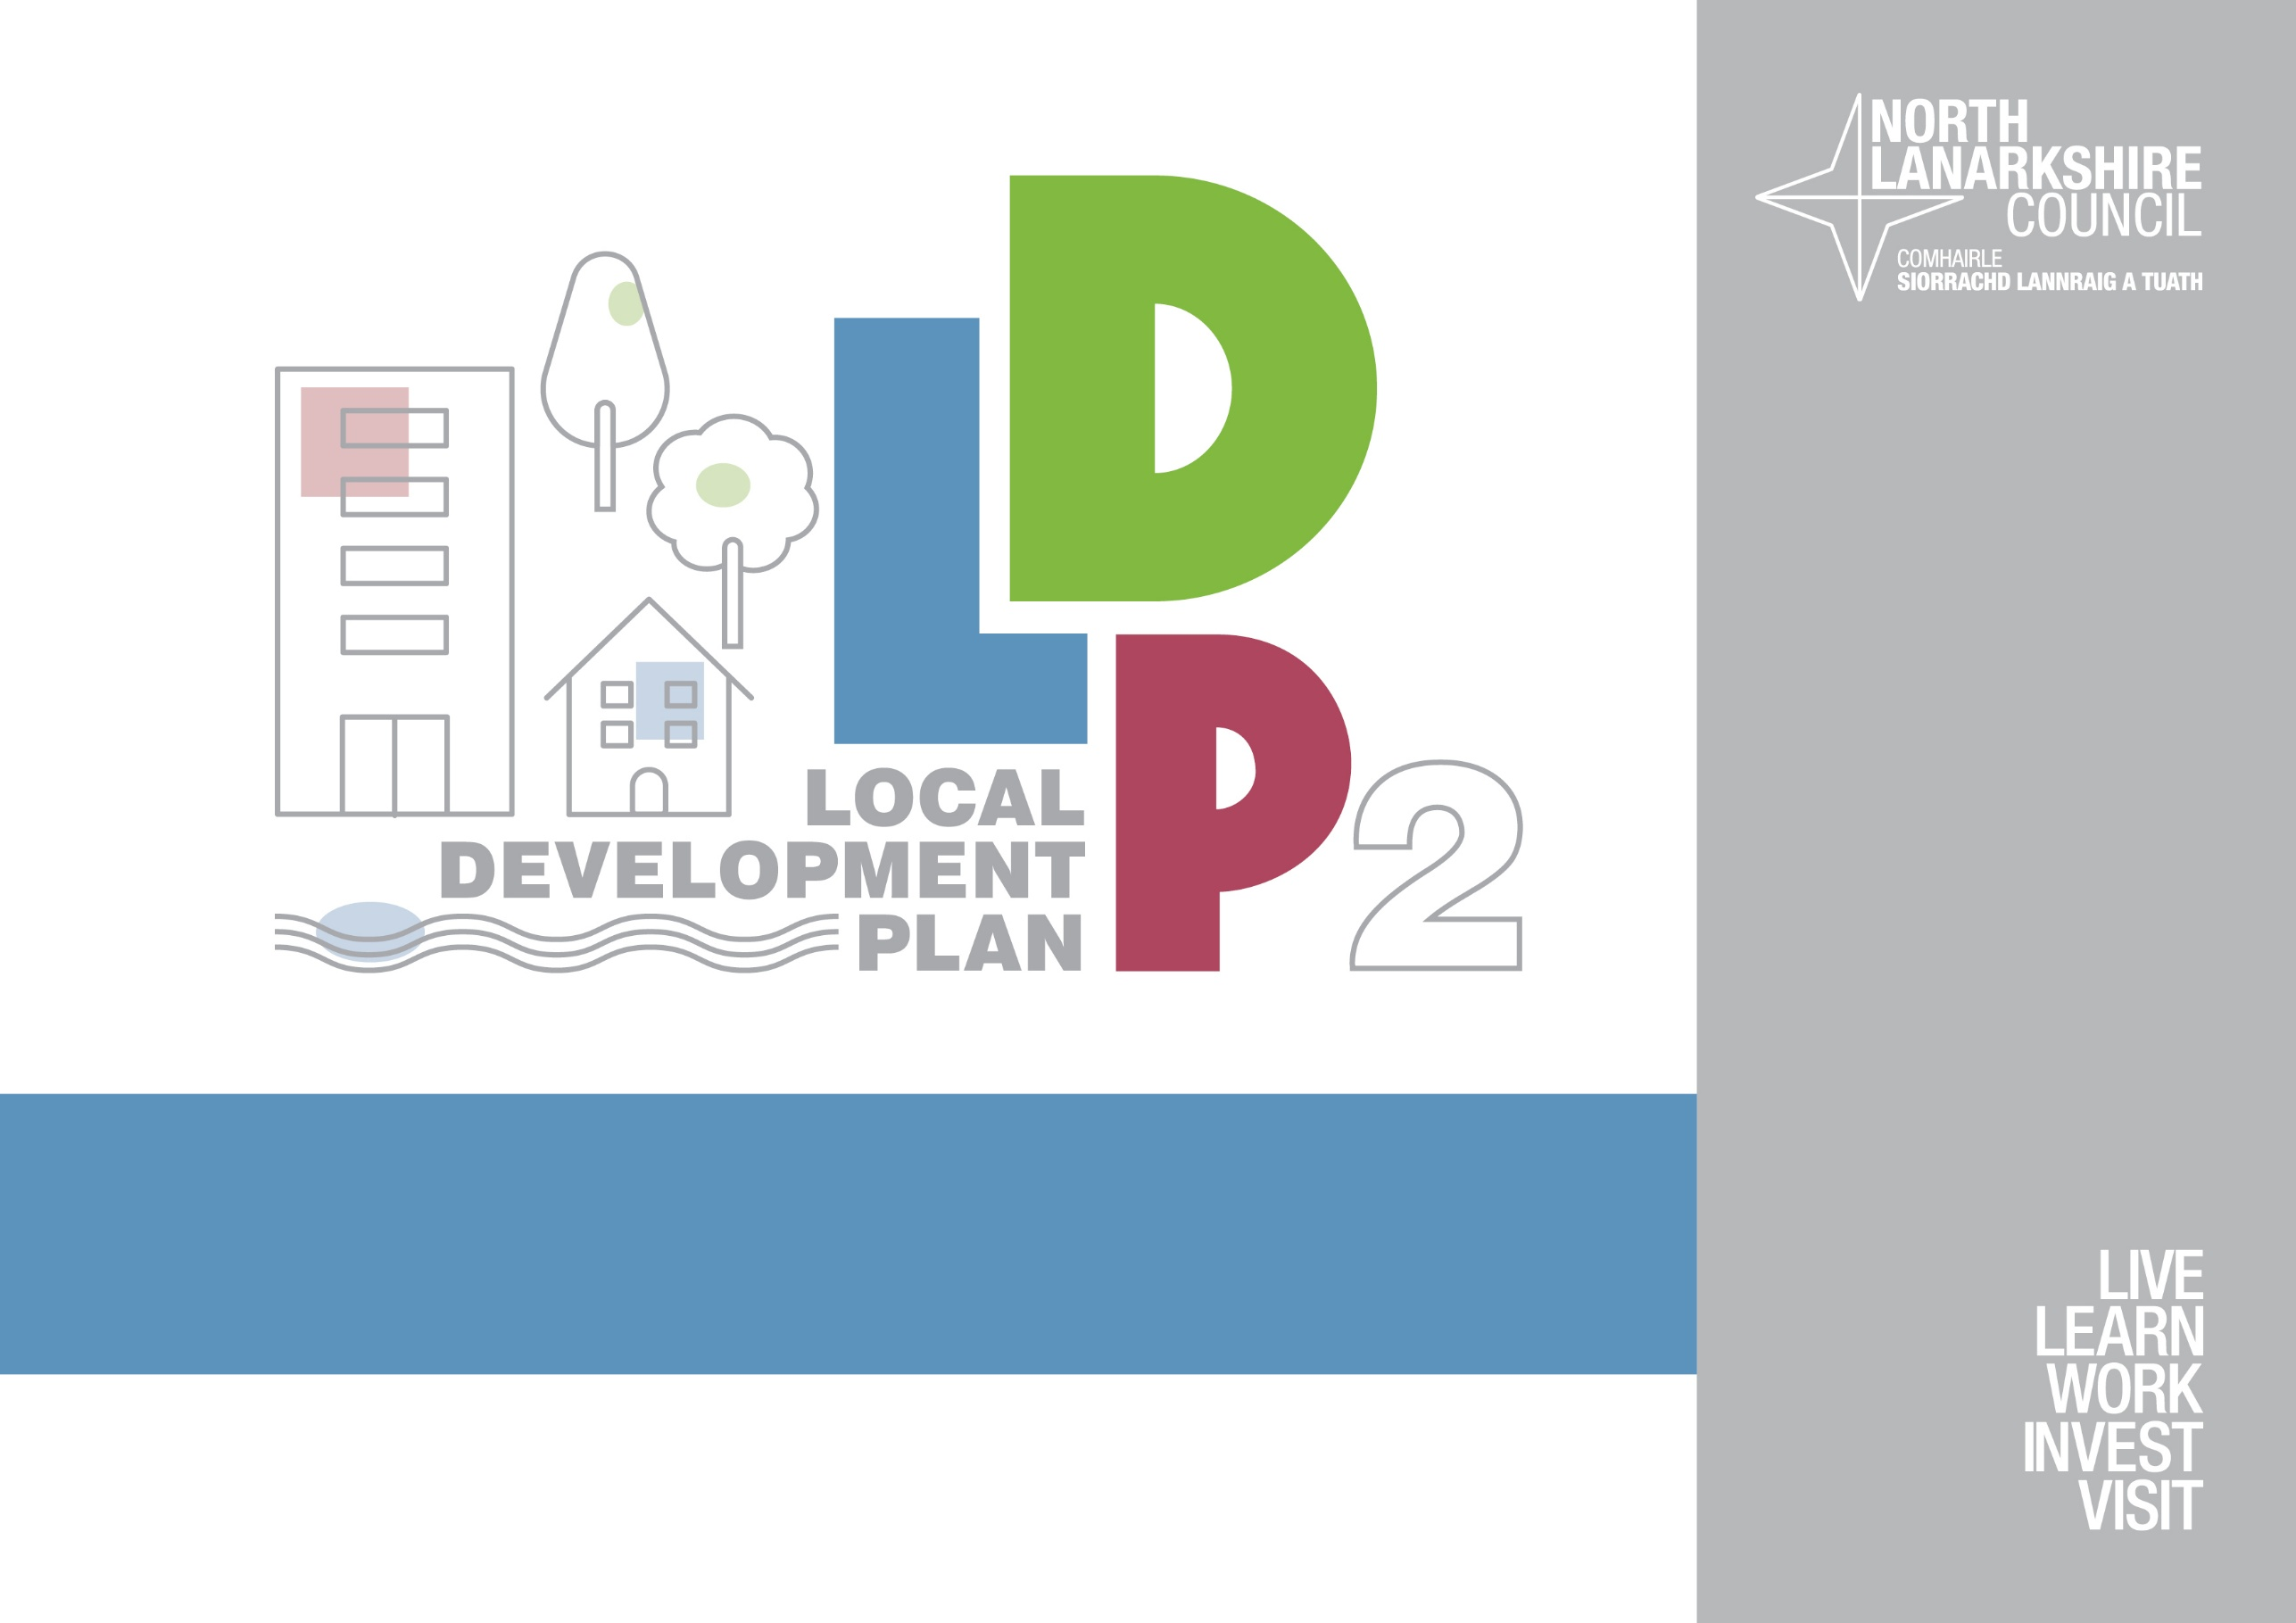 LDP2
LOCAL
DEVELOPMENT
PLAN
NORTH
LANARKSHIRE
COUNCIL
COMHAIRLE
SIORRACHD LANNRAIG A TUATH
LIVE
LEARN
WORK
INVEST
VISIT